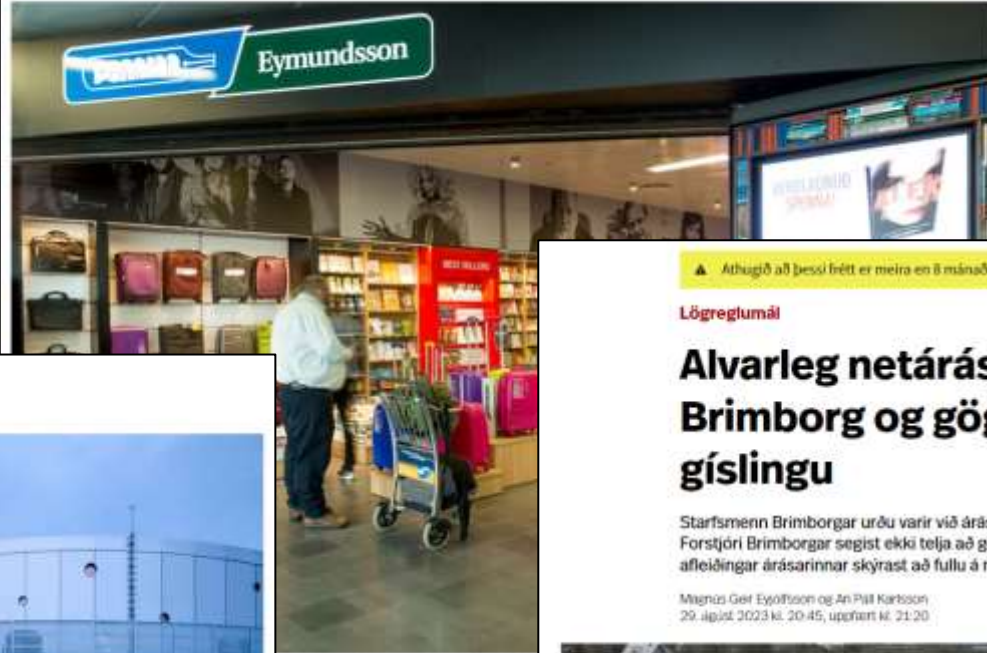 Eymundsson
BEST SELLERS
Athugið að þessi frétt er meira en 8 mánað
Lögreglumál
Alvarleg netárás
Brimborg og gög
gíslingu
Starfsmenn Brimborgar urðu varir við árás
Forstjóri Brimborgar segist ekki telja að g
afleiðingar árásarinnar skýrast að fullu á
Magnús Geir Eyjólfsson og Ari Páll Karlsson
29. ágúst 2023 kl. 20:45, uppfært kl. 21:20